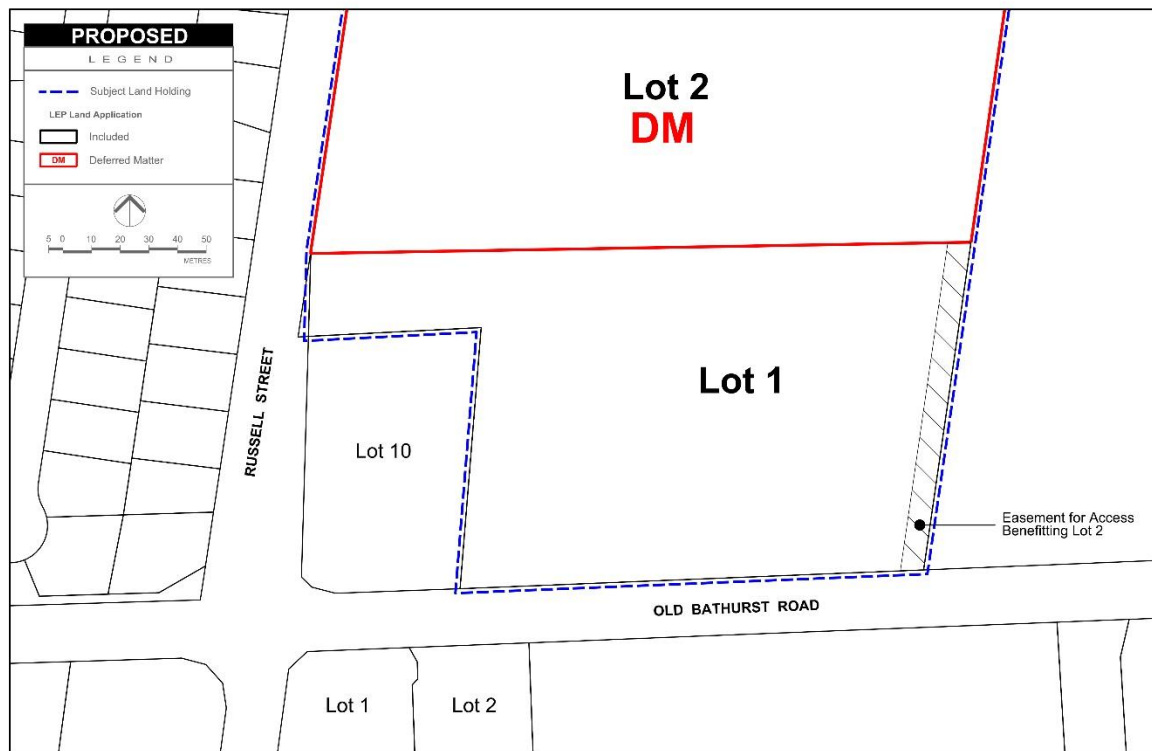 PROPOSED
LEGEND
Subject Land Holding
LEP Land Application
Included
DM Deferred Matter
5 0 10 20 30 40 50
METRES
Lot 2
DM
Lot 1
RUSSELL STREET
Lot 10
Easement for Access
Benefitting Lot 2
OLD BATHURST ROAD
Lot 1
Lot 2